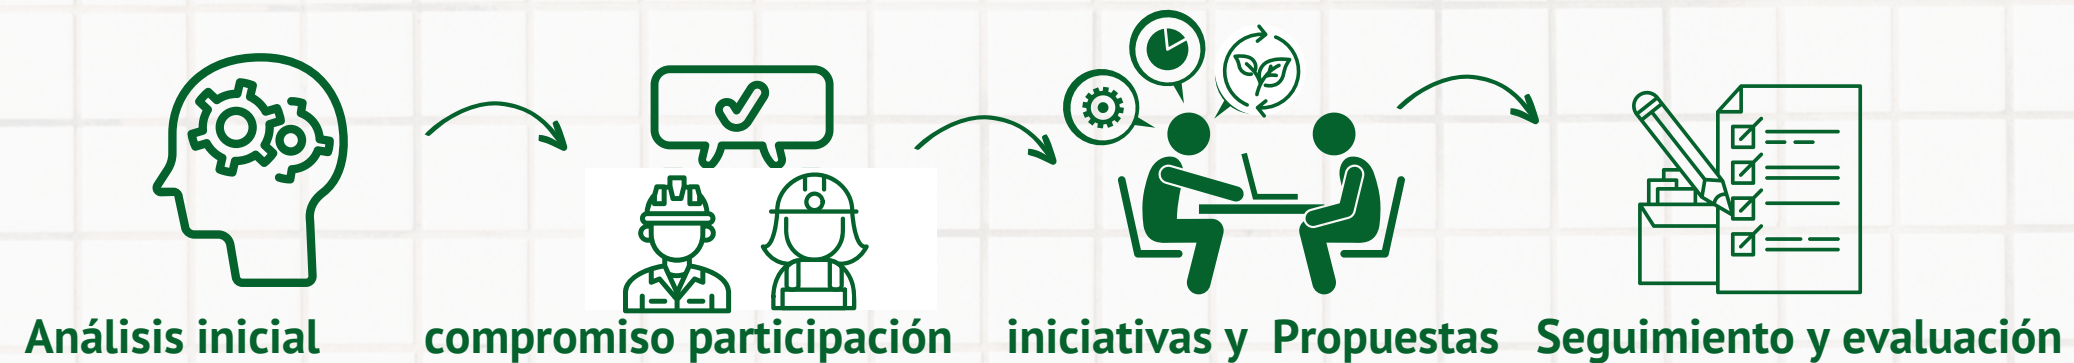 Análisis inicial
compromiso participación
iniciativas y Propuestas
Seguimiento y evaluación